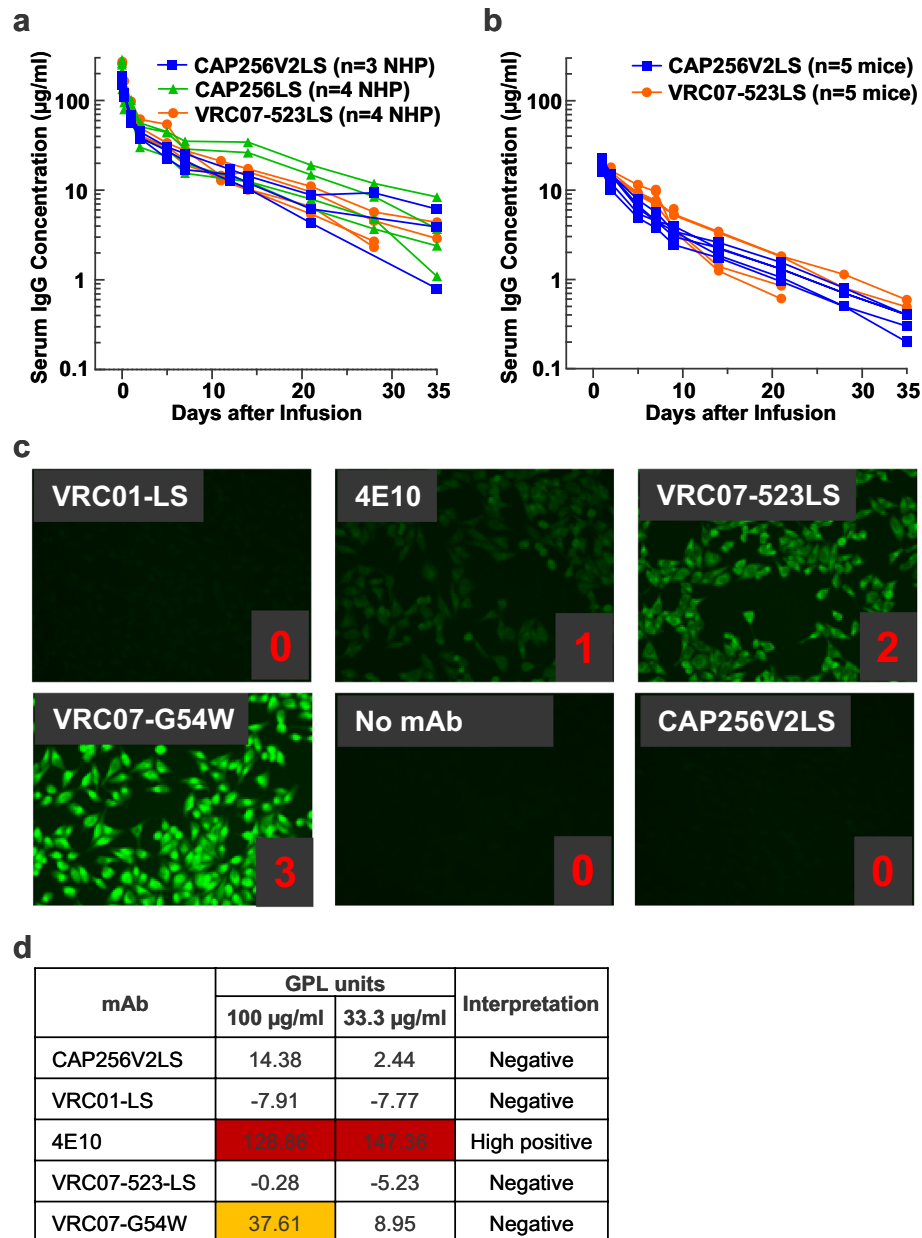 a
CAP256V2LS (n=3 NHP)
CAP256LS (n=4 NHP)
VRC07-523LS (n=4 NHP)
Serum IgG Concentration (µg/ml)
100
10
1
0.1
0 10 20 30 35
Days after Infusion
b
CAP256V2LS (n=5 mice)
VRC07-523LS (n=5 mice)
Serum IgG Concentration (µg/ml)
100
10
1
0.1
0 10 20 30 35
Days after Infusion
c
VRC01-LS
0
4E10
1
VRC07-523LS
2
VRC07-G54W
3
No mAb
0
CAP256V2LS
0
d
mAb GPL units Interpretation
100 µg/ml 33.3 µg/ml
CAP256V2LS 14.38 2.44 Negative
VRC01-LS -7.91 -7.77 Negative
4E10 128.86 147.36 High positive
VRC07-523-LS -0.28 -5.23 Negative
VRC07-G54W 37.61 8.95 Negative